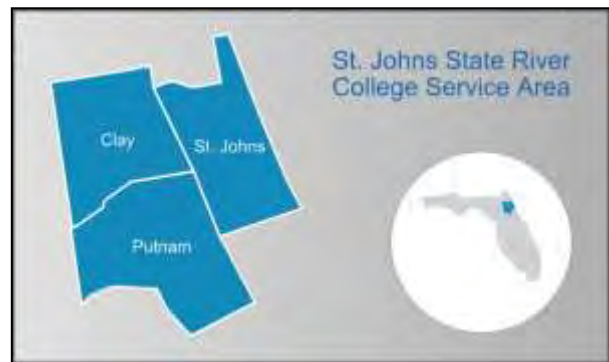 St. Johns State River
College Service Area
Clay
St. Johns
Putnam